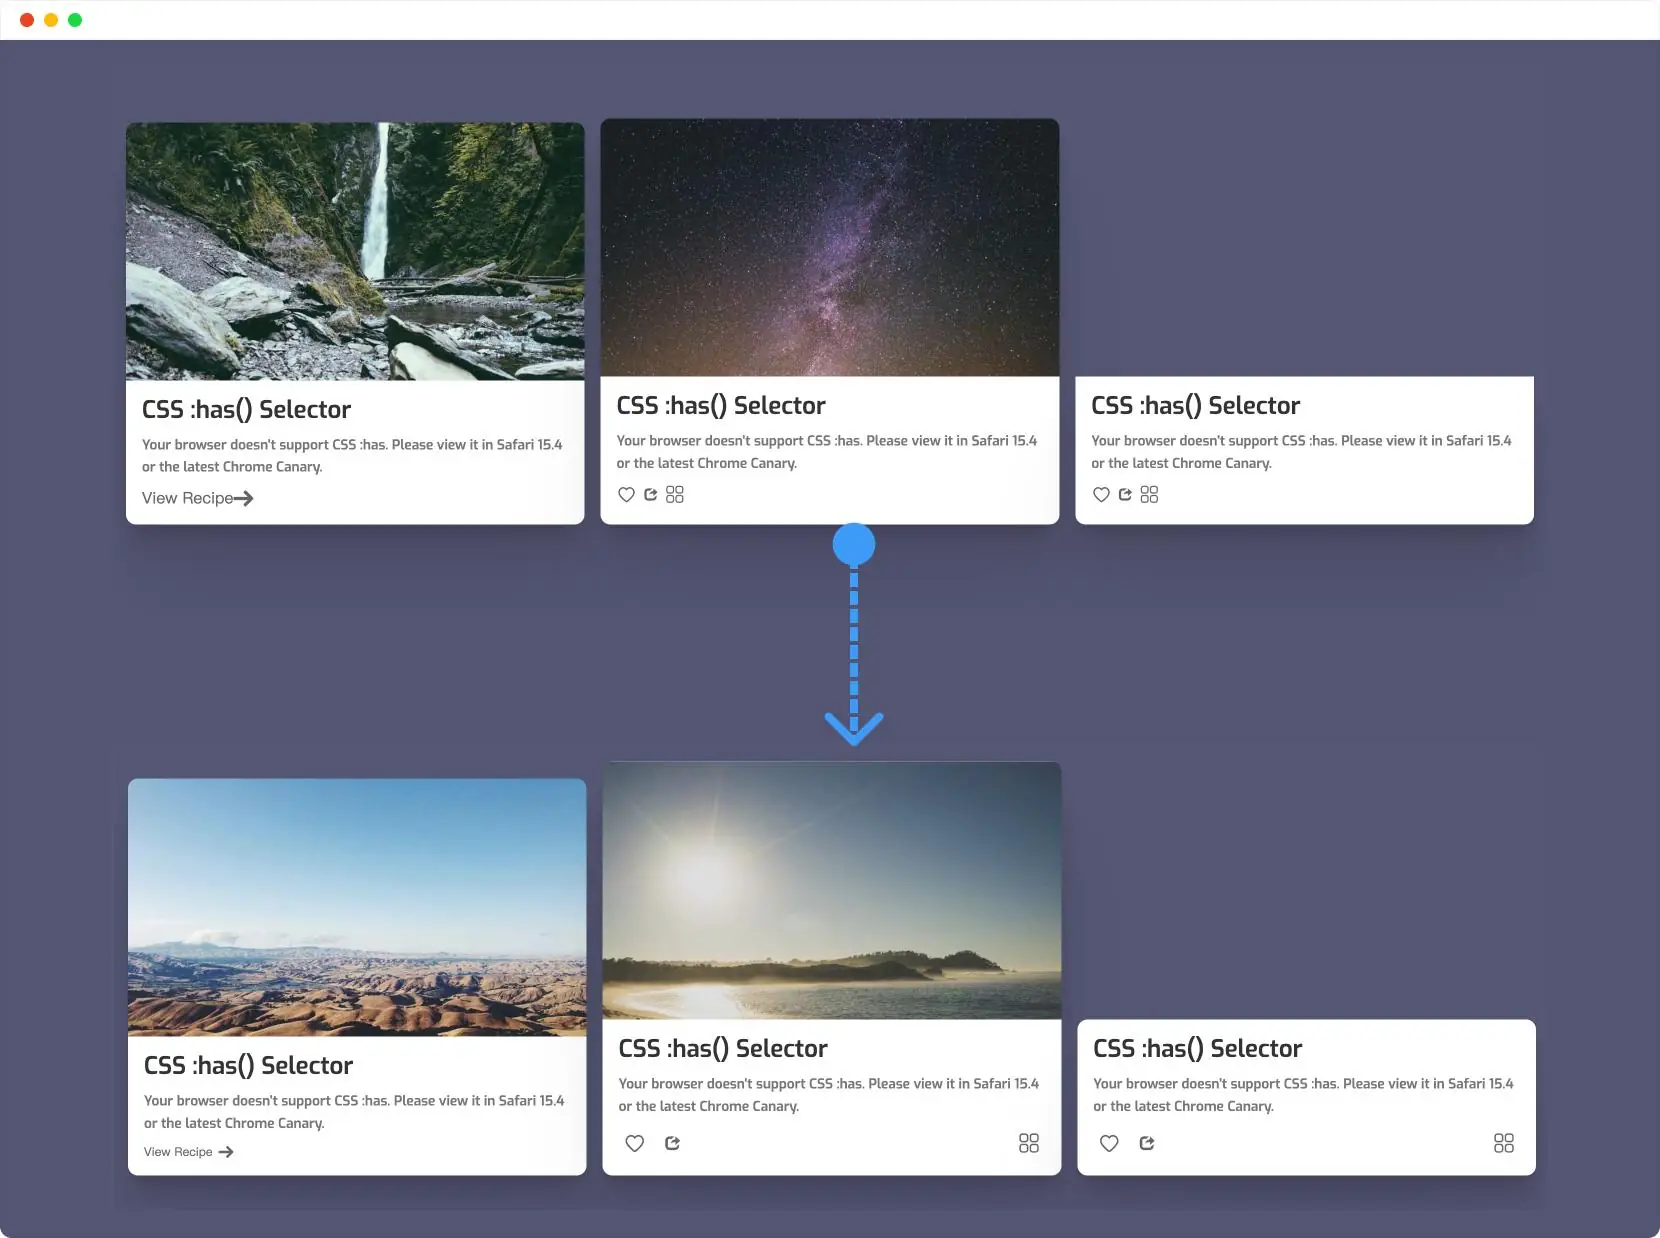 CSS :has() Selector
Your browser doesn't support CSS :has. Please view it in Safari 15.4
or the latest Chrome Canary.
View Recipe
CSS :has() Selector
Your browser doesn't support CSS :has. Please view it in Safari 15.4
or the latest Chrome Canary.
CSS :has() Selector
Your browser doesn't support CSS :has. Please view it in Safari 15.4
or the latest Chrome Canary.
CSS :has() Selector
Your browser doesn't support CSS :has. Please view it in Safari 15.4
or the latest Chrome Canary.
View Recipe
CSS :has() Selector
Your browser doesn't support CSS :has. Please view it in Safari 15.4
or the latest Chrome Canary.
CSS :has() Selector
Your browser doesn't support CSS :has. Please view it in Safari 15.4
or the latest Chrome Canary.